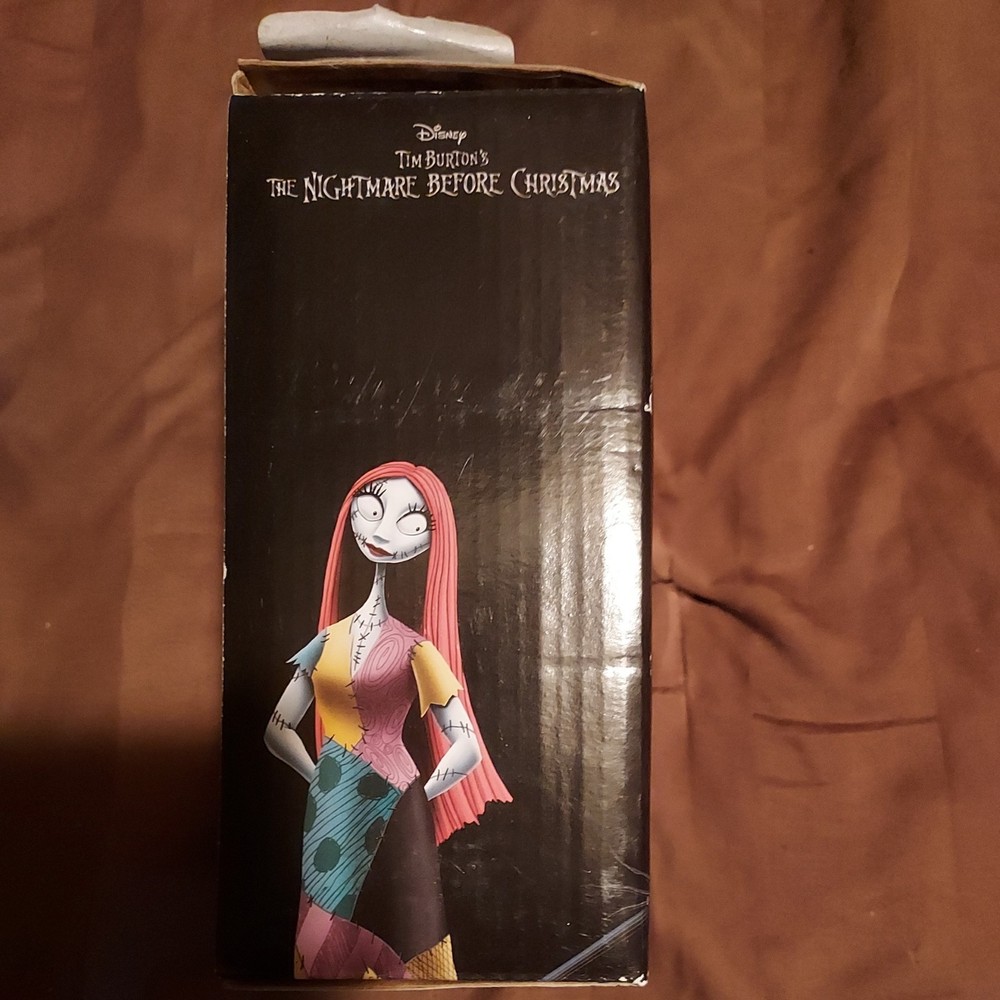 Disney
TIM BURTON'S
THE NIGHTMARE BEFORE CHRISTMAS